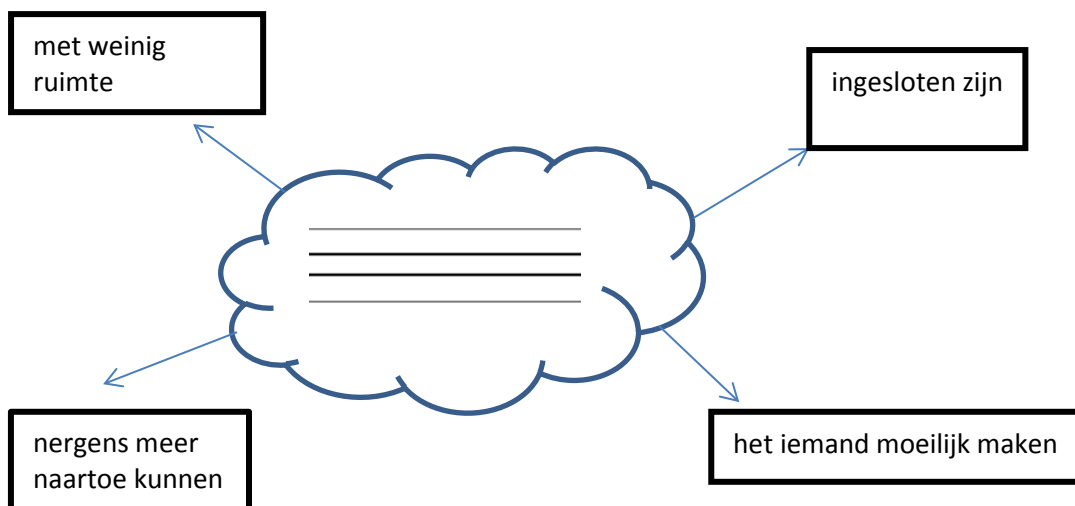 met weinig
ruimte
ingesloten zijn
nergens meer
naartoe kunnen
het iemand moeilijk maken